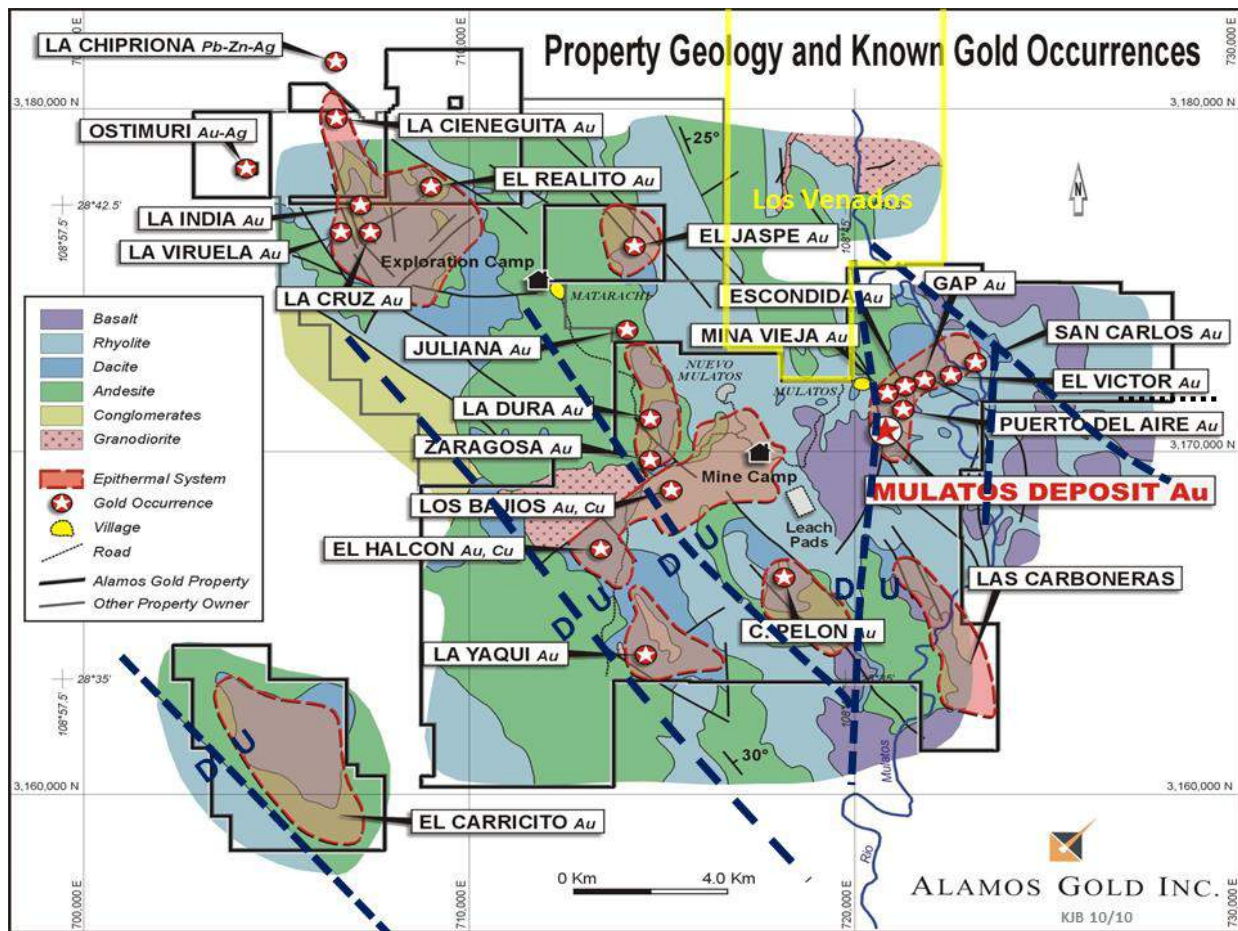 Property Geology and Known Gold Occurrences
710,000 E
730,000 E
LA CHIPRIONA Pb-Zn-Ag
3,180,000 N
3,180,000 N
OSTIMURI Au-Ag
LA CIENEGUITA Au
25°
EL REALITO Au
N
28°42.5'
108°57.5'
LA INDIA Au
Los Venados
108°45'
LA VIRUELA Au
EL JASPE Au
Exploration Camp
LA CRUZ Au
MATARACHI
ESCONDIDA Au
GAP Au
MINA VIEJA Au
SAN CARLOS Au
JULIANA Au
NUEVO
MULATOS
MULATOS
EL VICTOR Au
LA DURA Au
PUERTO DEL AIRE Au
ZARAGOSA Au
3,170,000 N
Mine Camp
MULATOS DEPOSIT Au
LOS BAJIOS Au, Cu
Leach
Pads
EL HALCON Au, Cu
D U
D U
LAS CARBONERAS
D U
C. PELON Au
LA YAQUI Au
Basalt
Rhyolite
Dacite
Andesite
Conglomerates
Granodiorite
Epithermal System
Gold Occurrence
Village
Road
Alamos Gold Property
Other Property Owner
28°35'
108°57.5'
D U
30°
Mulatos
Rio
3,160,000 N
3,160,000 N
EL CARRICITO Au
0 Km
4.0 Km
ALAMOS GOLD INC.
KJB 10/10
700,000 E
710,000 E
720,000 E
730,000 E